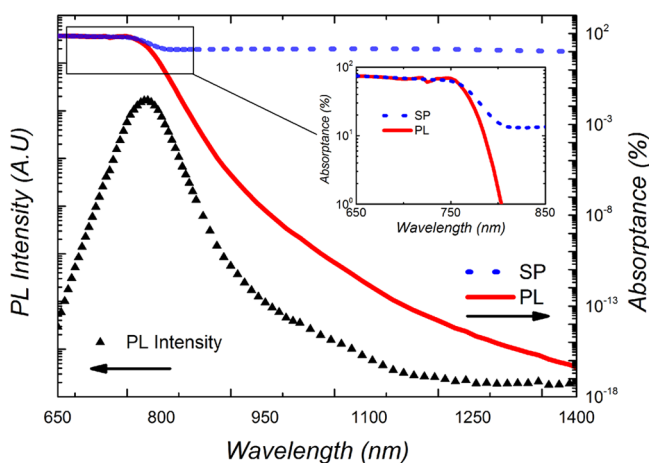 PL Intensity (A.U)
Absorptance (%)
10²
10⁻³
10⁻⁸
10⁻¹³
10⁻¹⁸
650 800 950 1100 1250 1400
Wavelength (nm)
SP
PL
PL Intensity
Absorptance (%)
10²
10¹
10⁰
SP
PL
650 750 850
Wavelength (nm)